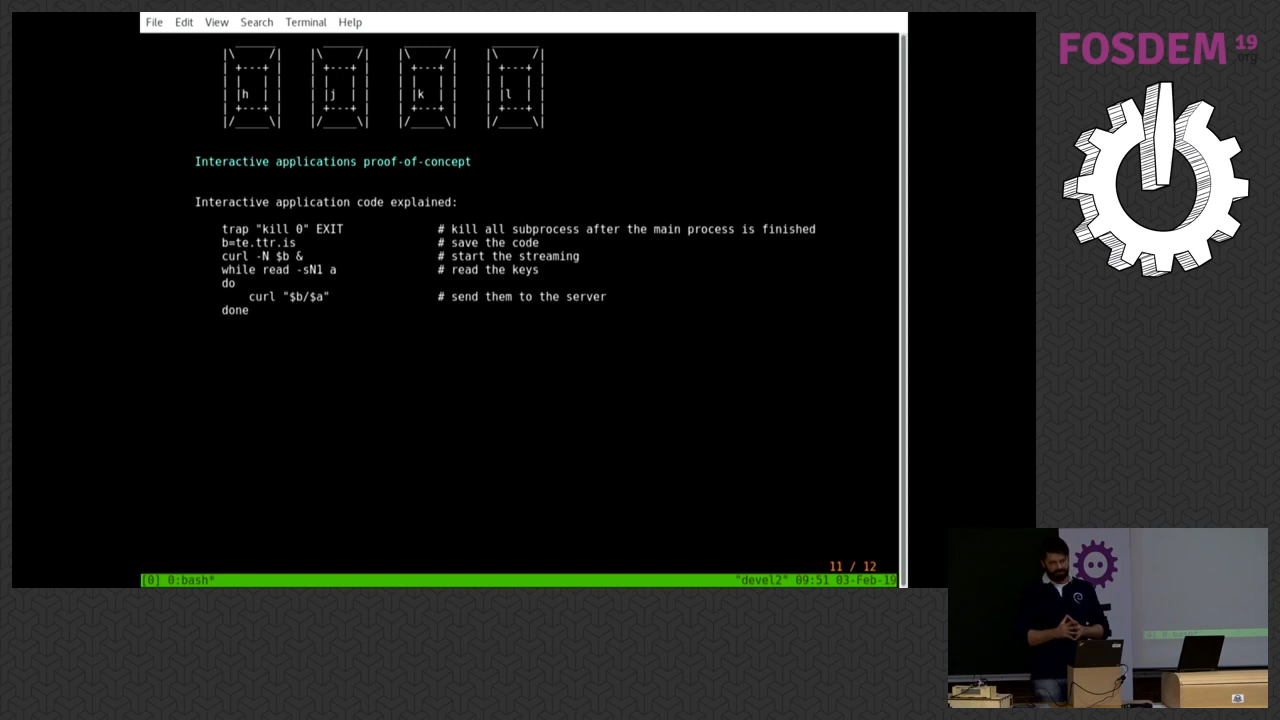 File Edit View Search Terminal Help
FOSDEM 19
.org
h j k l
Interactive applications proof-of-concept
Interactive application code explained:
trap "kill 0" EXIT # kill all subprocess after the main process is finished
b=te.ttr.is # save the code
curl -N $b & # start the streaming
while read -sN1 a # read the keys
do
curl "$b/$a" # send them to the server
done
11 / 12
[0] 0:bash* "devel2" 09:51 03-Feb-19